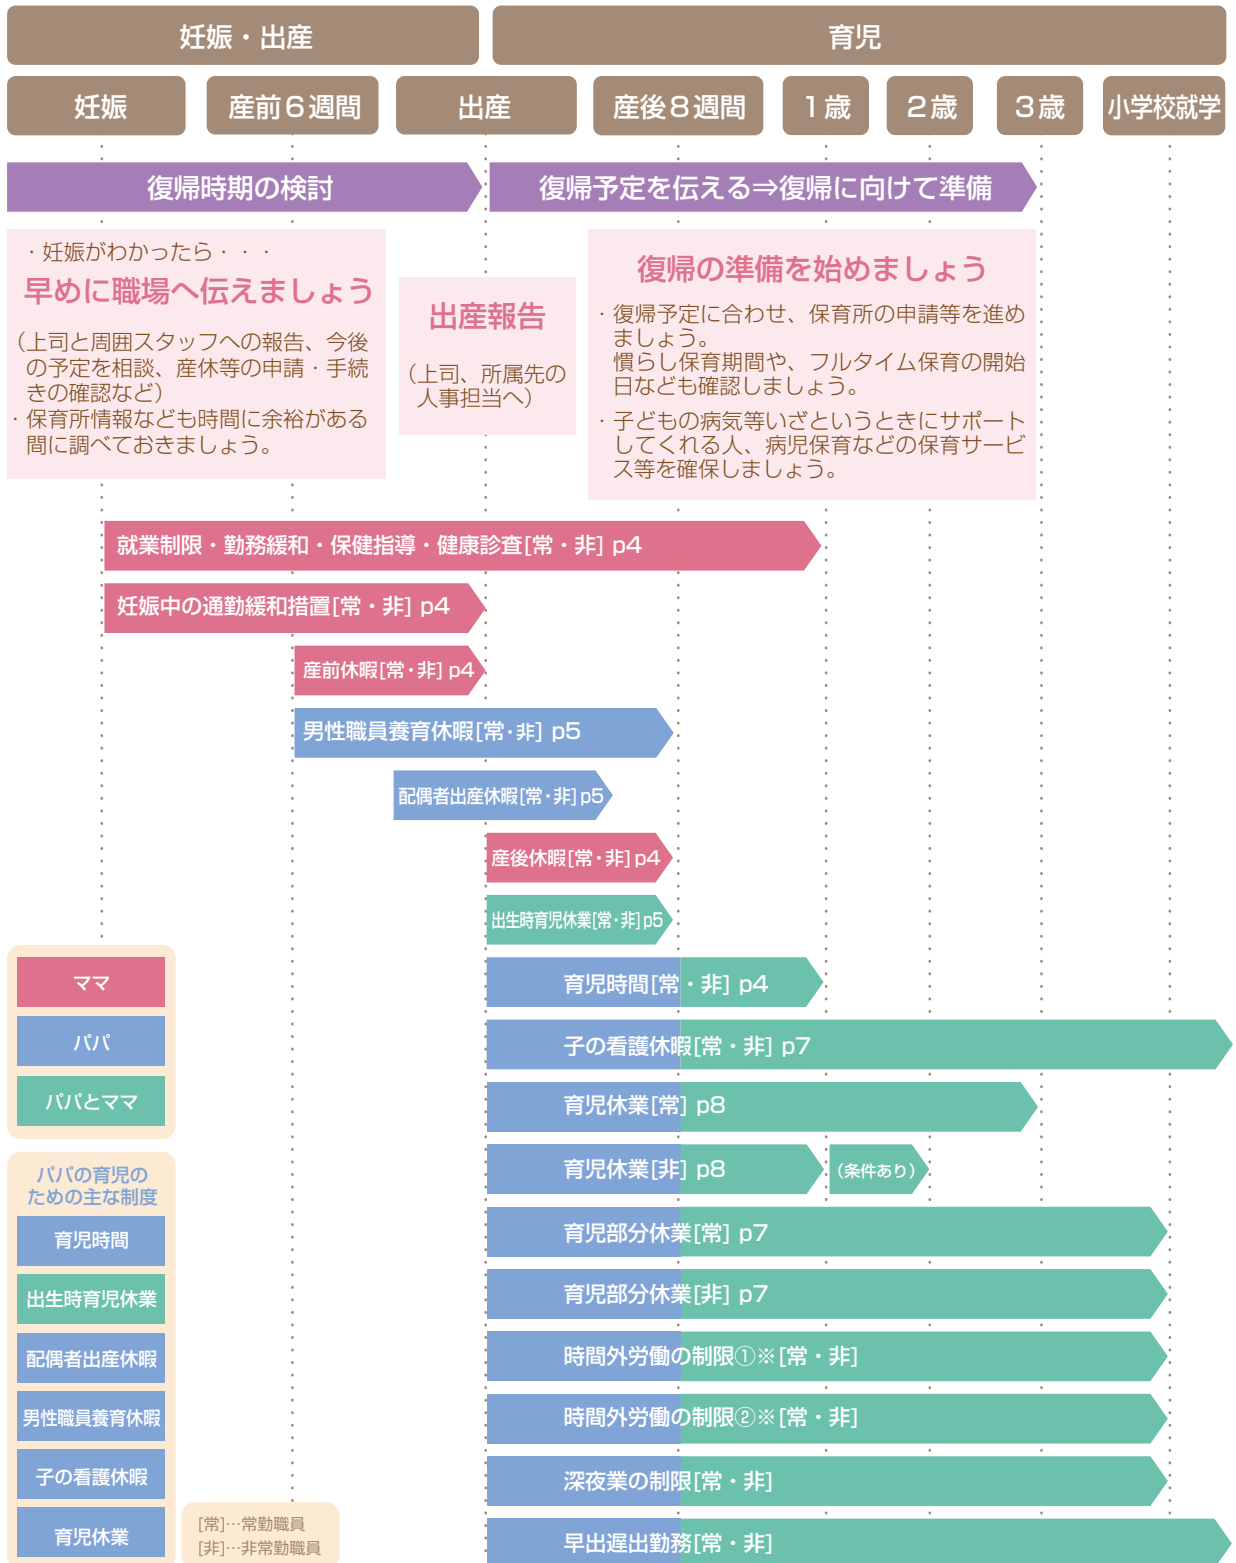 妊娠・出産
育児
妊娠
産前6週間
出産
産後8週間
1歳
2歳
3歳
小学校就学
復帰時期の検討
復帰予定を伝える⇒復帰に向けて準備
・妊娠がわかったら・・・
早めに職場へ伝えましょう
（上司と周囲スタッフへの報告、今後
の予定を相談、産休等の申請・手続
きの確認など）
・保育所情報なども時間に余裕がある
間に調べておきましょう。
出産報告
（上司、所属先の
人事担当へ）
復帰の準備を始めましょう
・復帰予定に合わせ、保育所の申請等を進め
ましょう。
慣らし保育期間や、フルタイム保育の開始
日なども確認しましょう。
・子どもの病気等いざというときにサポート
してくれる人、病児保育などの保育サービ
ス等を確保しましょう。
就業制限・勤務緩和・保健指導・健康診査[常・非] p4
妊娠中の通勤緩和措置[常・非] p4
産前休暇[常・非] p4
男性職員養育休暇[常・非] p5
配偶者出産休暇[常・非] p5
産後休暇[常・非] p4
出生時育児休業[常・非] p5
育児時間[常・非] p4
子の看護休暇[常・非] p7
育児休業[常] p8
育児休業[非] p8
（条件あり）
育児部分休業[常] p7
育児部分休業[非] p7
時間外労働の制限①※[常・非]
時間外労働の制限②※[常・非]
深夜業の制限[常・非]
早出遅出勤務[常・非]
ママ
パパ
パパとママ
パパの育児の
ための主な制度
育児時間
出生時育児休業
配偶者出産休暇
男性職員養育休暇
子の看護休暇
育児休業
[常]…常勤職員
[非]…非常勤職員